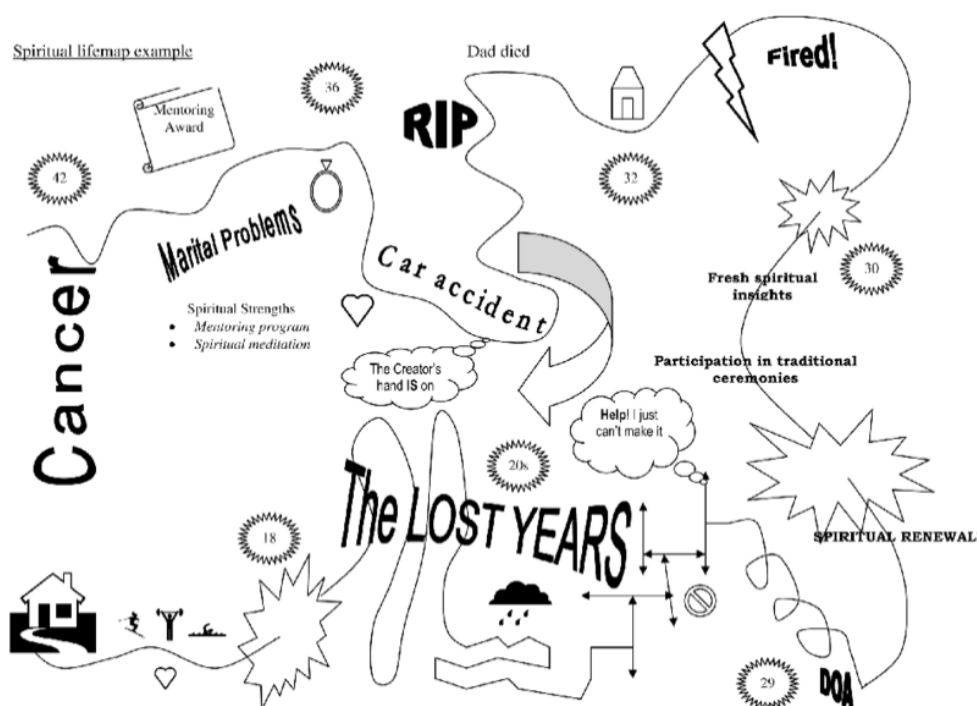 Spiritual lifemap example
Dad died
Fired!
36
Mentoring
Award
RIP
42
32
Marital Problems
30
Car accident
Fresh spiritual
insights
Cancer
Spiritual Strengths
• Mentoring program
• Spiritual meditation
The Creator's
hand IS on
Participation in traditional
ceremonies
Help! I just
can't make it
20s
The LOST YEARS
18
SPIRITUAL RENEWAL
29
DOA